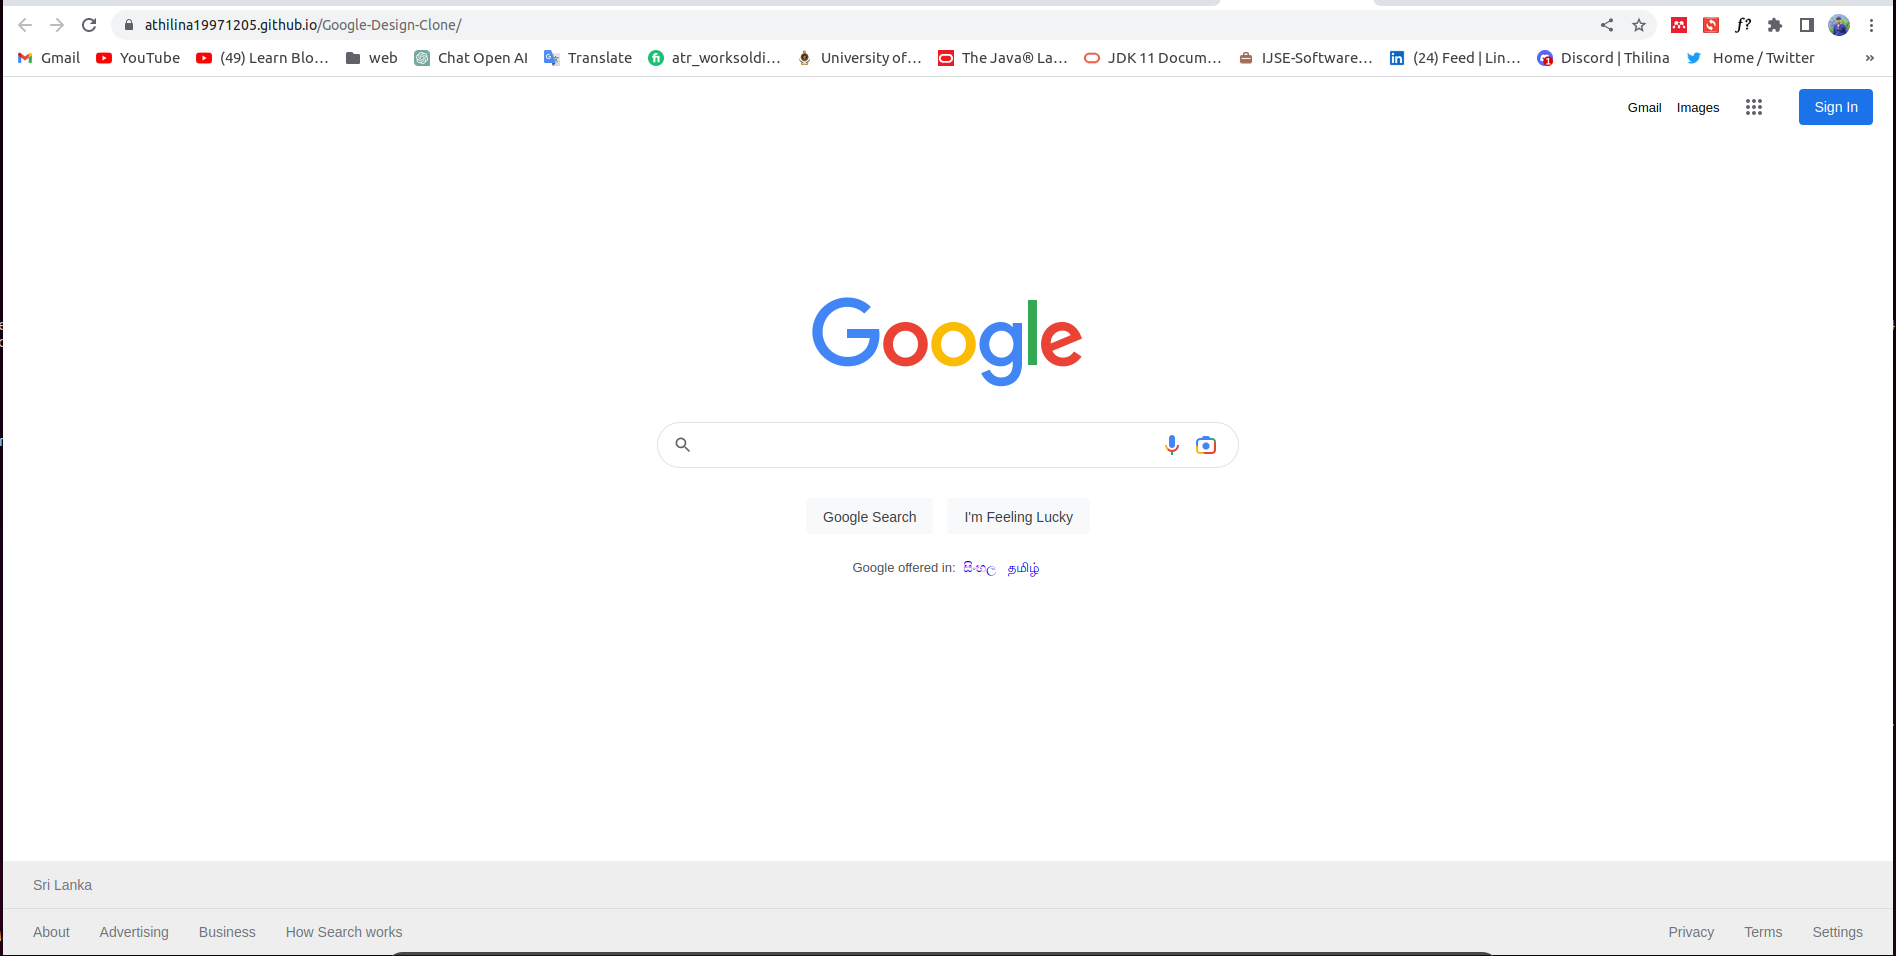 athilina19971205.github.io/Google-Design-Clone/
Gmail YouTube (49) Learn Blo... web Chat Open AI Translate atr_worksoldi... University of... The Java® La... JDK 11 Docum... IJSE-Software... (24) Feed | Lin... Discord | Thilina Home / Twitter »
Gmail Images Sign In
Google
Google Search I'm Feeling Lucky
Google offered in: සිංහල தமிழ்
Sri Lanka
About Advertising Business How Search works Privacy Terms Settings